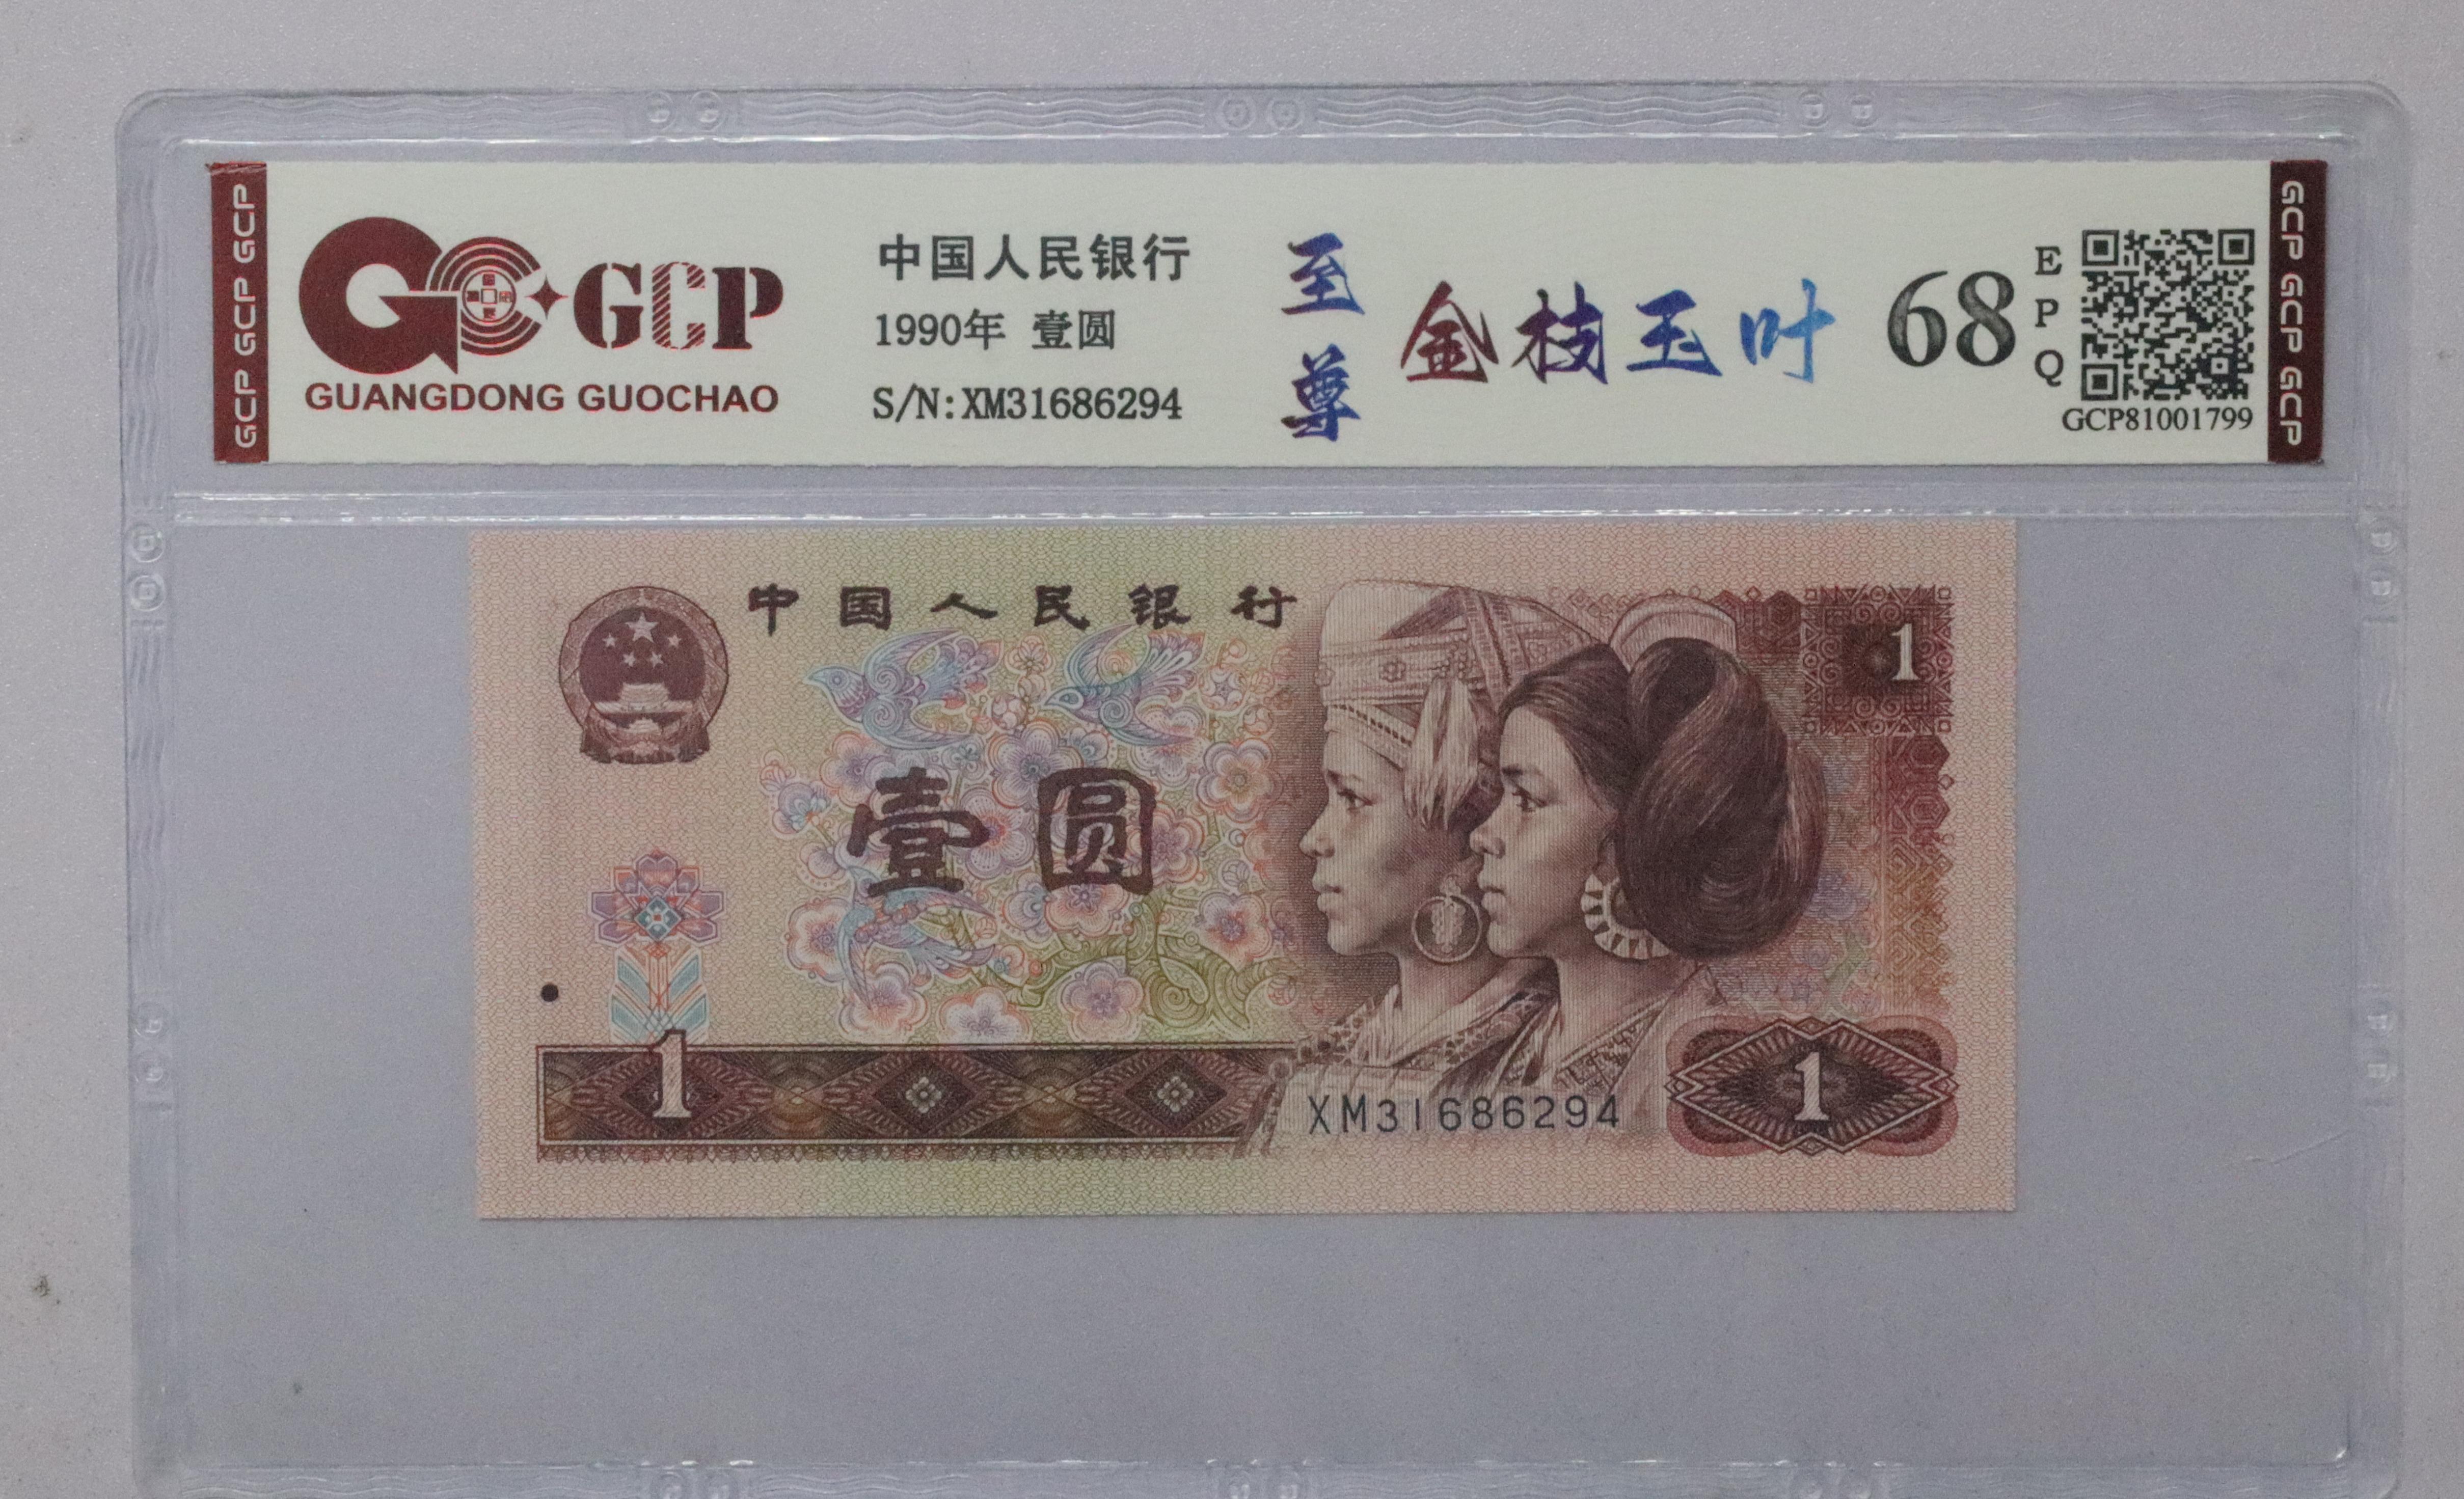 GCP GCP GCP
GCP
GUANGDONG GUOCHAO
中国人民银行
1990年 壹圆
S/N:XM31686294
至尊
金枝玉叶
68
EPQ
GCP81001799
GCP GCP GCP
中国人民银行
1
壹圆
1
XM31686294
1